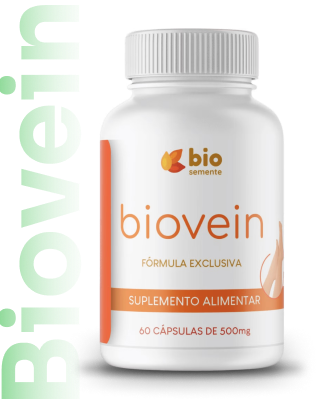 Biovein
bio
semente
biovein
FÓRMULA EXCLUSIVA
SUPLEMENTO ALIMENTAR
60 CÁPSULAS DE 500mg